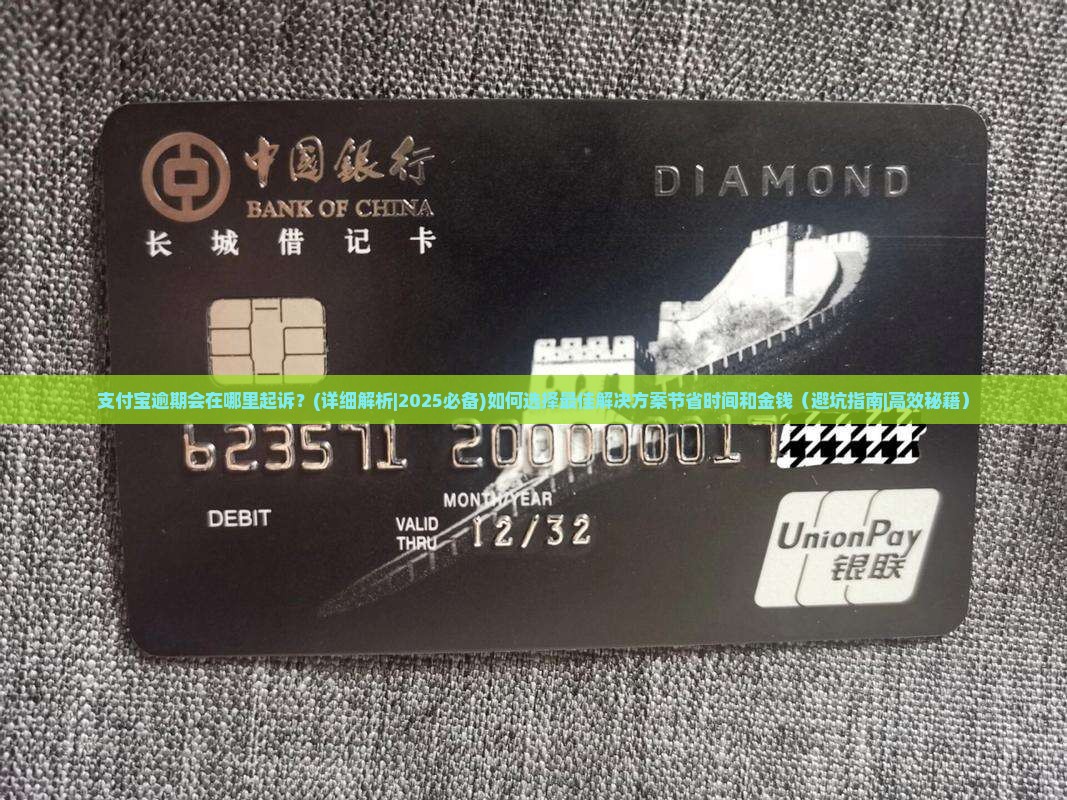 中国銀行
BANK OF CHINA
长城借记卡
DIAMOND
支付宝逾期会在哪里起诉？(详细解析|2025必备)如何选择最佳解决方案节省时间和金钱（避坑指南|高效秘籍）
623571 200000017
MONTH/YEAR
DEBIT
VALID THRU 12/32
UnionPay
银联